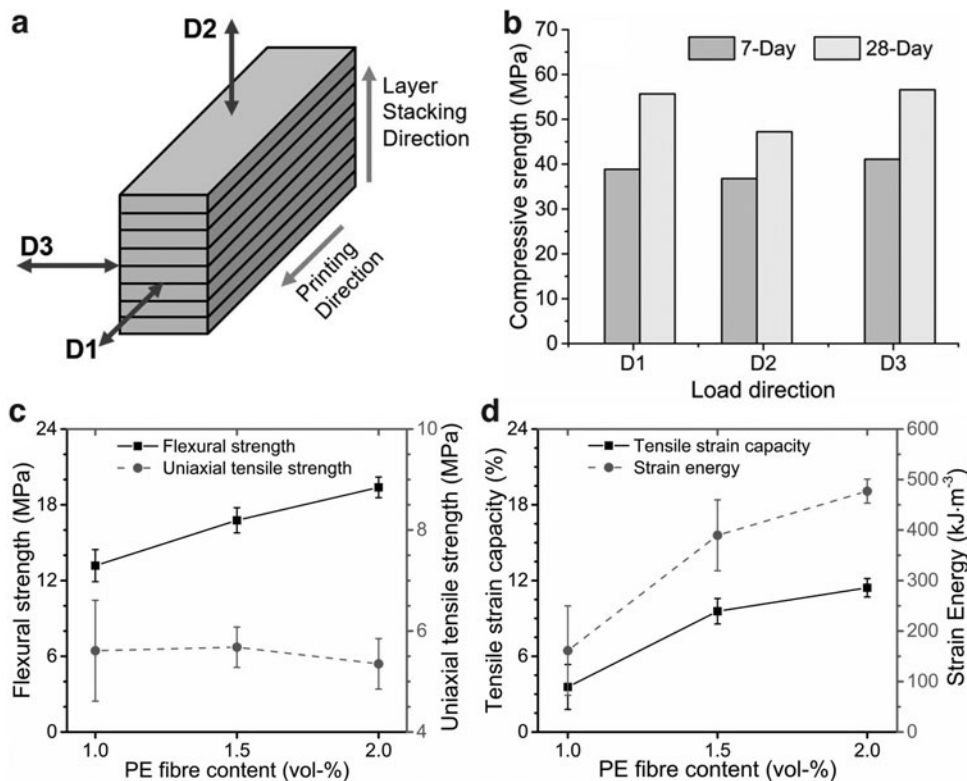 a
D2
Layer
Stacking
Direction
D3
Printing
Direction
D1
b
70
60
50
40
30
20
10
0
Compressive srength (MPa)
7-Day
28-Day
D1
D2
D3
Load direction
c
24
18
12
6
0
Flexural strength (MPa)
Flexural strength
Uniaxial tensile strength
10
8
6
4
Uniaxial tensile strength (MPa)
1.0
1.5
2.0
PE fibre content (vol-%)
d
24
18
12
6
0
Tensile strain capacity (%)
Tensile strain capacity
Strain energy
600
500
400
300
200
100
0
Strain Energy (kJ·m-3)
1.0
1.5
2.0
PE fibre content (vol-%)